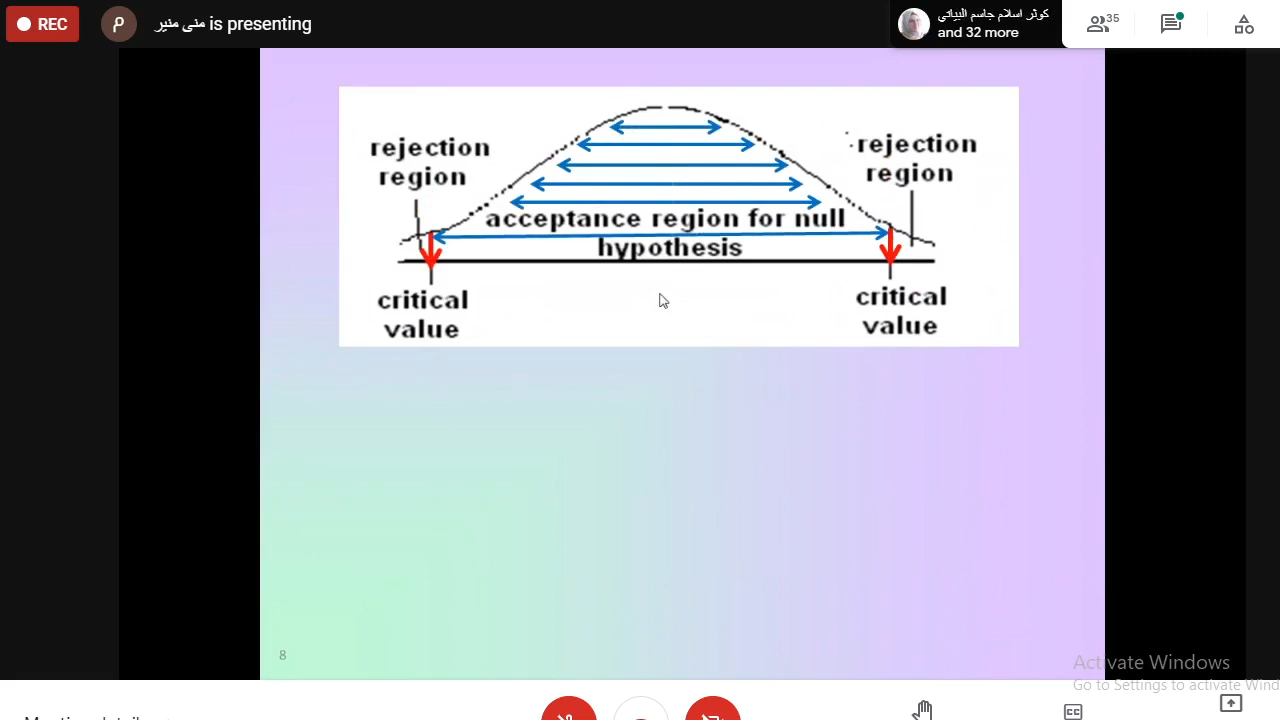 REC
م
منى منير is presenting
كوثر اسلام جاسم البياتي
and 32 more
35
rejection
region
rejection
region
acceptance region for null
hypothesis
critical
value
critical
value
8
Activate Windows
Go to Settings to activate Wind
CC